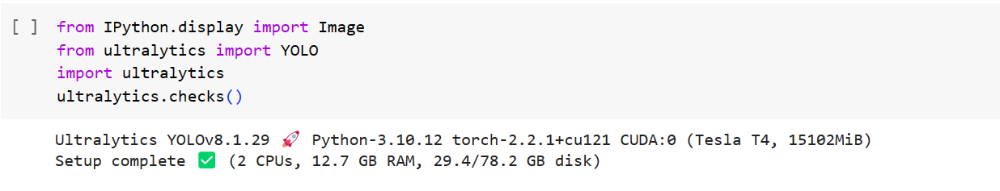 [ ] from IPython.display import Image
from ultralytics import YOLO
import ultralytics
ultralytics.checks()
Ultralytics YOLOv8.1.29 🚀 Python-3.10.12 torch-2.2.1+cu121 CUDA:0 (Tesla T4, 15102MiB)
Setup complete ✅ (2 CPUs, 12.7 GB RAM, 29.4/78.2 GB disk)